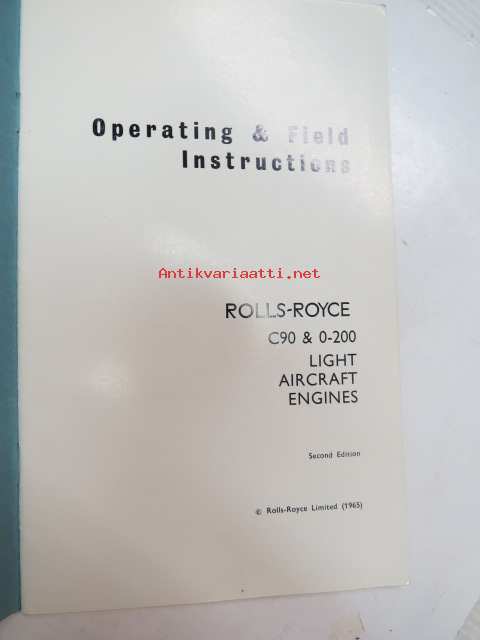 Operating & Field
Instructions
Antikvariaatti.net
ROLLS-ROYCE
C90 & 0-200
LIGHT
AIRCRAFT
ENGINES
Second Edition
© Rolls-Royce Limited (1965)